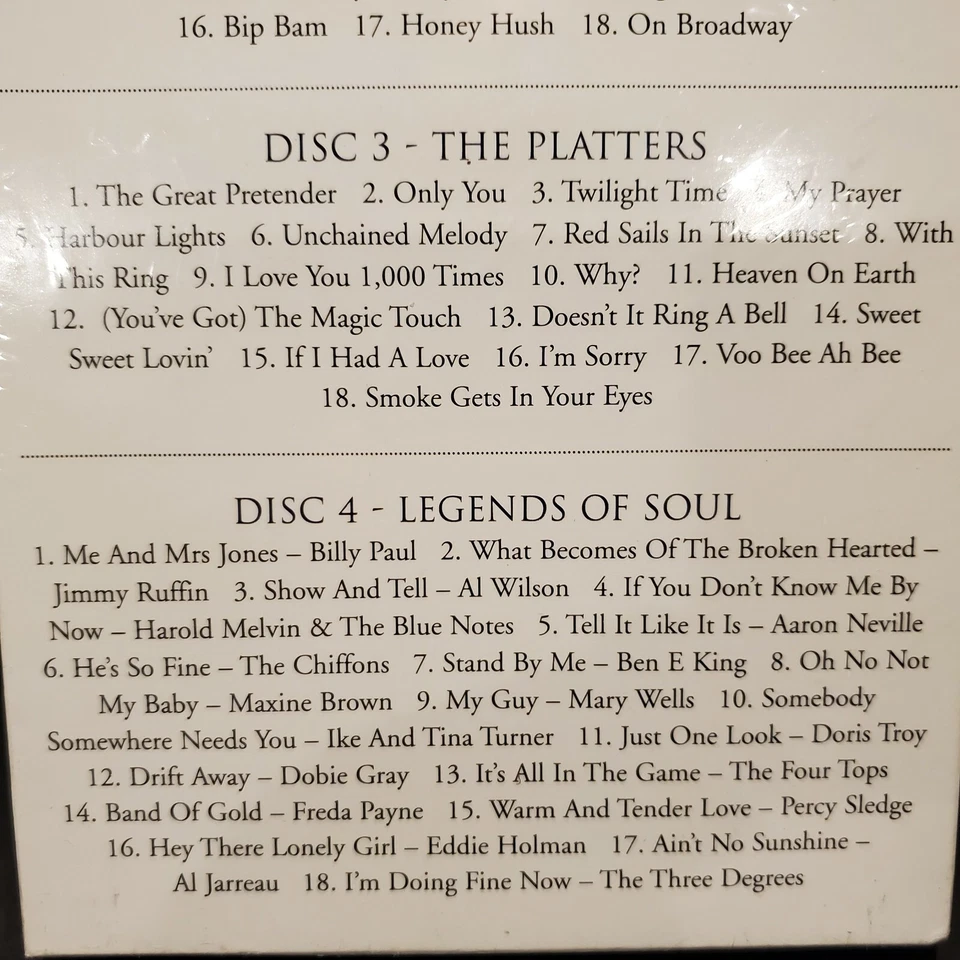 16. Bip Bam 17. Honey Hush 18. On Broadway
DISC 3 - THE PLATTERS
1. The Great Pretender 2. Only You 3. Twilight Time 4. My Prayer
5. Harbour Lights 6. Unchained Melody 7. Red Sails In The Sunset 8. With
This Ring 9. I Love You 1,000 Times 10. Why? 11. Heaven On Earth
12. (You've Got) The Magic Touch 13. Doesn't It Ring A Bell 14. Sweet
Sweet Lovin' 15. If I Had A Love 16. I'm Sorry 17. Voo Bee Ah Bee
18. Smoke Gets In Your Eyes
DISC 4 - LEGENDS OF SOUL
1. Me And Mrs Jones – Billy Paul 2. What Becomes Of The Broken Hearted –
Jimmy Ruffin 3. Show And Tell – Al Wilson 4. If You Don't Know Me By
Now – Harold Melvin & The Blue Notes 5. Tell It Like It Is – Aaron Neville
6. He's So Fine – The Chiffons 7. Stand By Me – Ben E King 8. Oh No Not
My Baby – Maxine Brown 9. My Guy – Mary Wells 10. Somebody
Somewhere Needs You – Ike And Tina Turner 11. Just One Look – Doris Troy
12. Drift Away – Dobie Gray 13. It's All In The Game – The Four Tops
14. Band Of Gold – Freda Payne 15. Warm And Tender Love – Percy Sledge
16. Hey There Lonely Girl – Eddie Holman 17. Ain't No Sunshine –
Al Jarreau 18. I'm Doing Fine Now – The Three Degrees